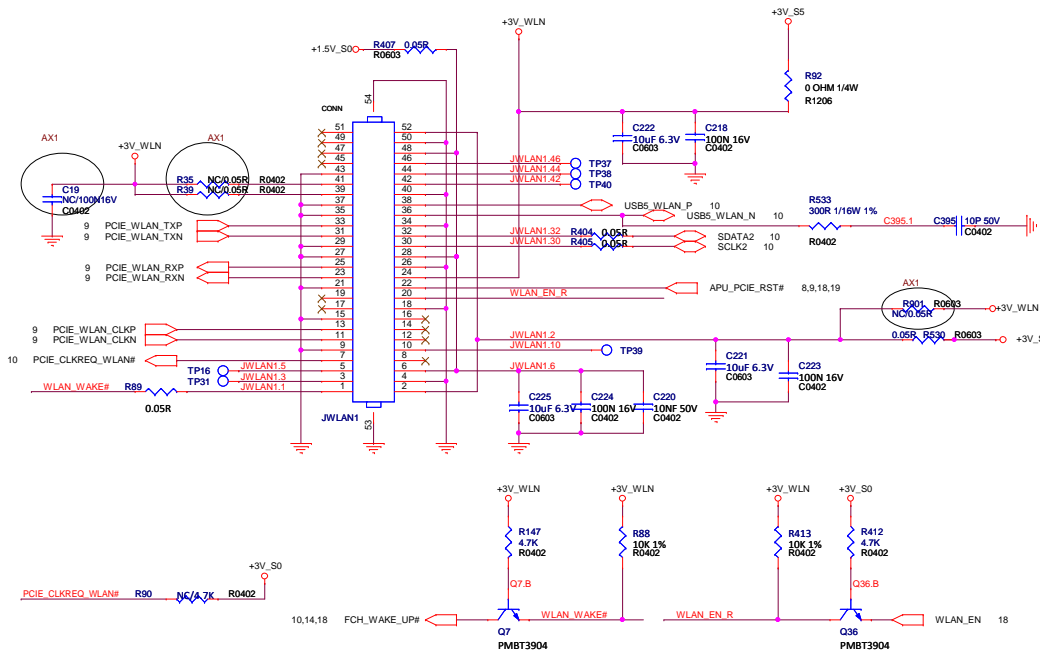 +3V_WLN
+3V_S5
+1.5V_S0
R407 0.05R
R0603
R92
0 OHM 1/4W
R1206
CONN
54
C222
10uF 6.3V
C0603
C218
100N 16V
C0402
AX1
+3V_WLN
AX1
C19
NC/100N16V
C0402
R35 NC/0.05R R0402
R39 NC/0.05R R0402
51 52
49 50
47 48
45 46 JWLAN1.46 TP37
43 44 JWLAN1.44 TP38
41 42 JWLAN1.42 TP40
39 40
37 38 USB5_WLAN_P 10
35 36 USB5_WLAN_N 10
9 PCIE_WLAN_TXP 33 34
9 PCIE_WLAN_TXN 31 32 JWLAN1.32 R404 0.05R SDATA2 10
29 30 JWLAN1.30 R405 0.05R SCLK2 10
27 28
9 PCIE_WLAN_RXP 25 26
9 PCIE_WLAN_RXN 23 24
21 22 APU_PCIE_RST# 8,9,18,19
19 20 WLAN_EN_R
17 18
15 16
9 PCIE_WLAN_CLKP 13 14
9 PCIE_WLAN_CLKN 11 12 JWLAN1.2
9 10 JWLAN1.10 TP39
10 PCIE_CLKREQ_WLAN# 7 8
TP16 JWLAN1.5 5 6 JWLAN1.6
TP31 JWLAN1.3 3 4
WLAN_WAKE# R89 JWLAN1.1 1 2
0.05R
JWLAN1
53
R533
300R 1/16W 1%
R0402
C395.1
C395 10P 50V
C0402
AX1
R901 R0603
NC/0.05R
+3V_WLN
0.05R R530 R0603
C221
10uF 6.3V
C0603
C223
100N 16V
C0402
C225
10uF 6.3V
C0603
C224
100N 16V
C0402
C220
10NF 50V
C0402
+3V_WLN
+3V_WLN
+3V_WLN
+3V_S0
R147
4.7K
R0402
R88
10K 1%
R0402
R413
10K 1%
R0402
R412
4.7K
R0402
+3V_S0
PCIE_CLKREQ_WLAN# R90 NC/4.7K R0402
Q7.B
Q36.B
10,14,18 FCH_WAKE_UP#
WLAN_WAKE#
WLAN_EN_R
WLAN_EN 18
Q7
PMBT3904
Q36
PMBT3904